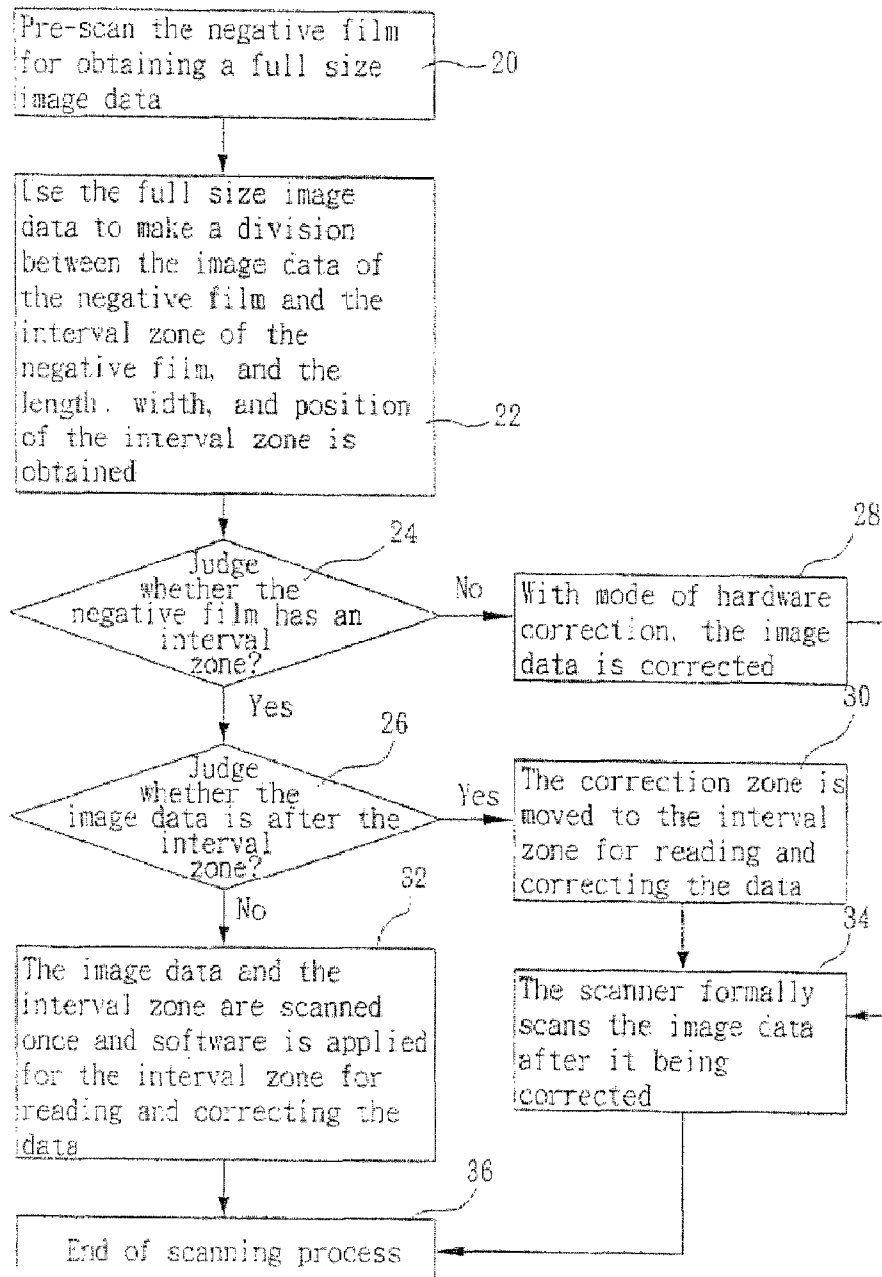 Pre-scan the negative film
for obtaining a full size
image data
20
Use the full size image
data to make a division
between the image data of
the negative film and the
interval zone of the
negative film, and the
length, width, and position
of the interval zone is
obtained
22
24
Judge
whether the
negative film has an
interval
zone?
No
28
With mode of hardware
correction, the image
data is corrected
Yes
26
Judge
whether the
image data is after the
interval
zone?
Yes
30
The correction zone is
moved to the interval
zone for reading and
correcting the data
No
32
The image data and the
interval zone are scanned
once and software is applied
for the interval zone for
reading and correcting the
data
34
The scanner formally
scans the image data
after it being
corrected
36
End of scanning process